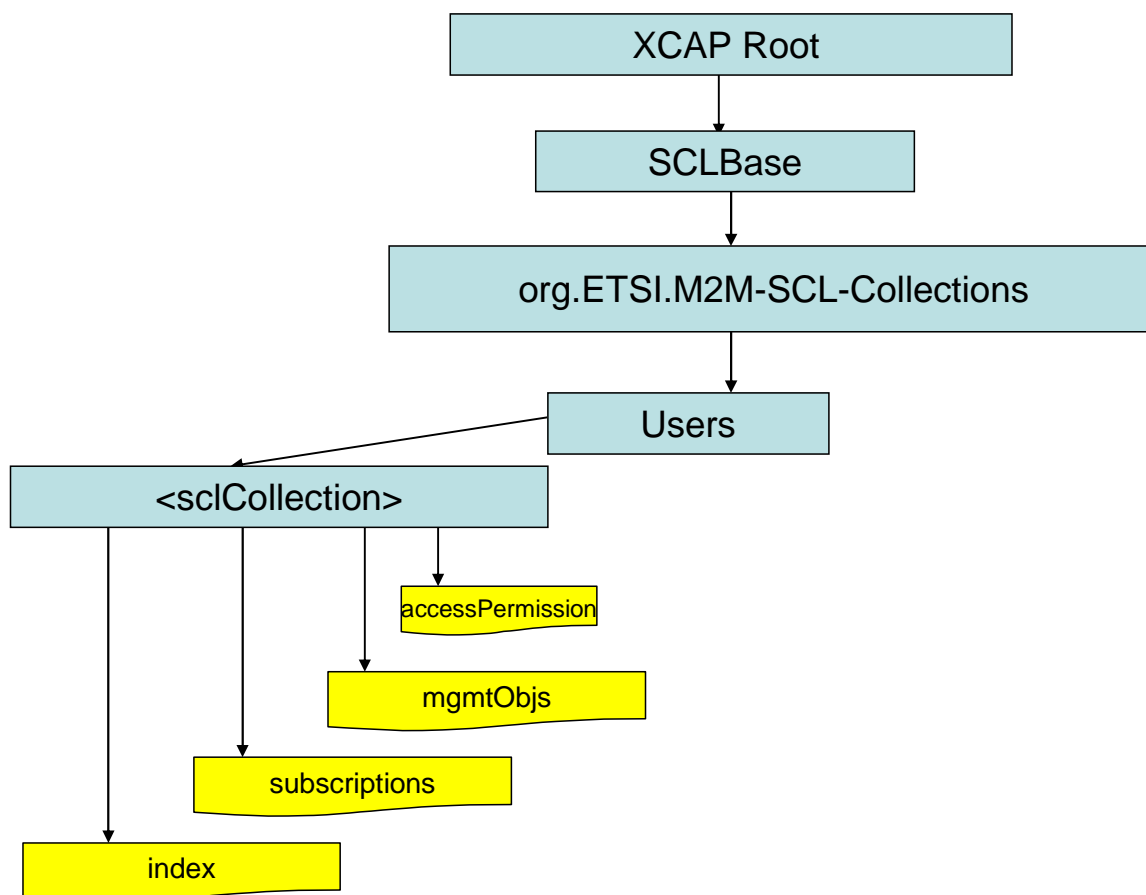 XCAP Root
SCLBase
org.ETSI.M2M-SCL-Collections
Users
<sclCollection>
accessPermission
mgmtObjs
subscriptions
index